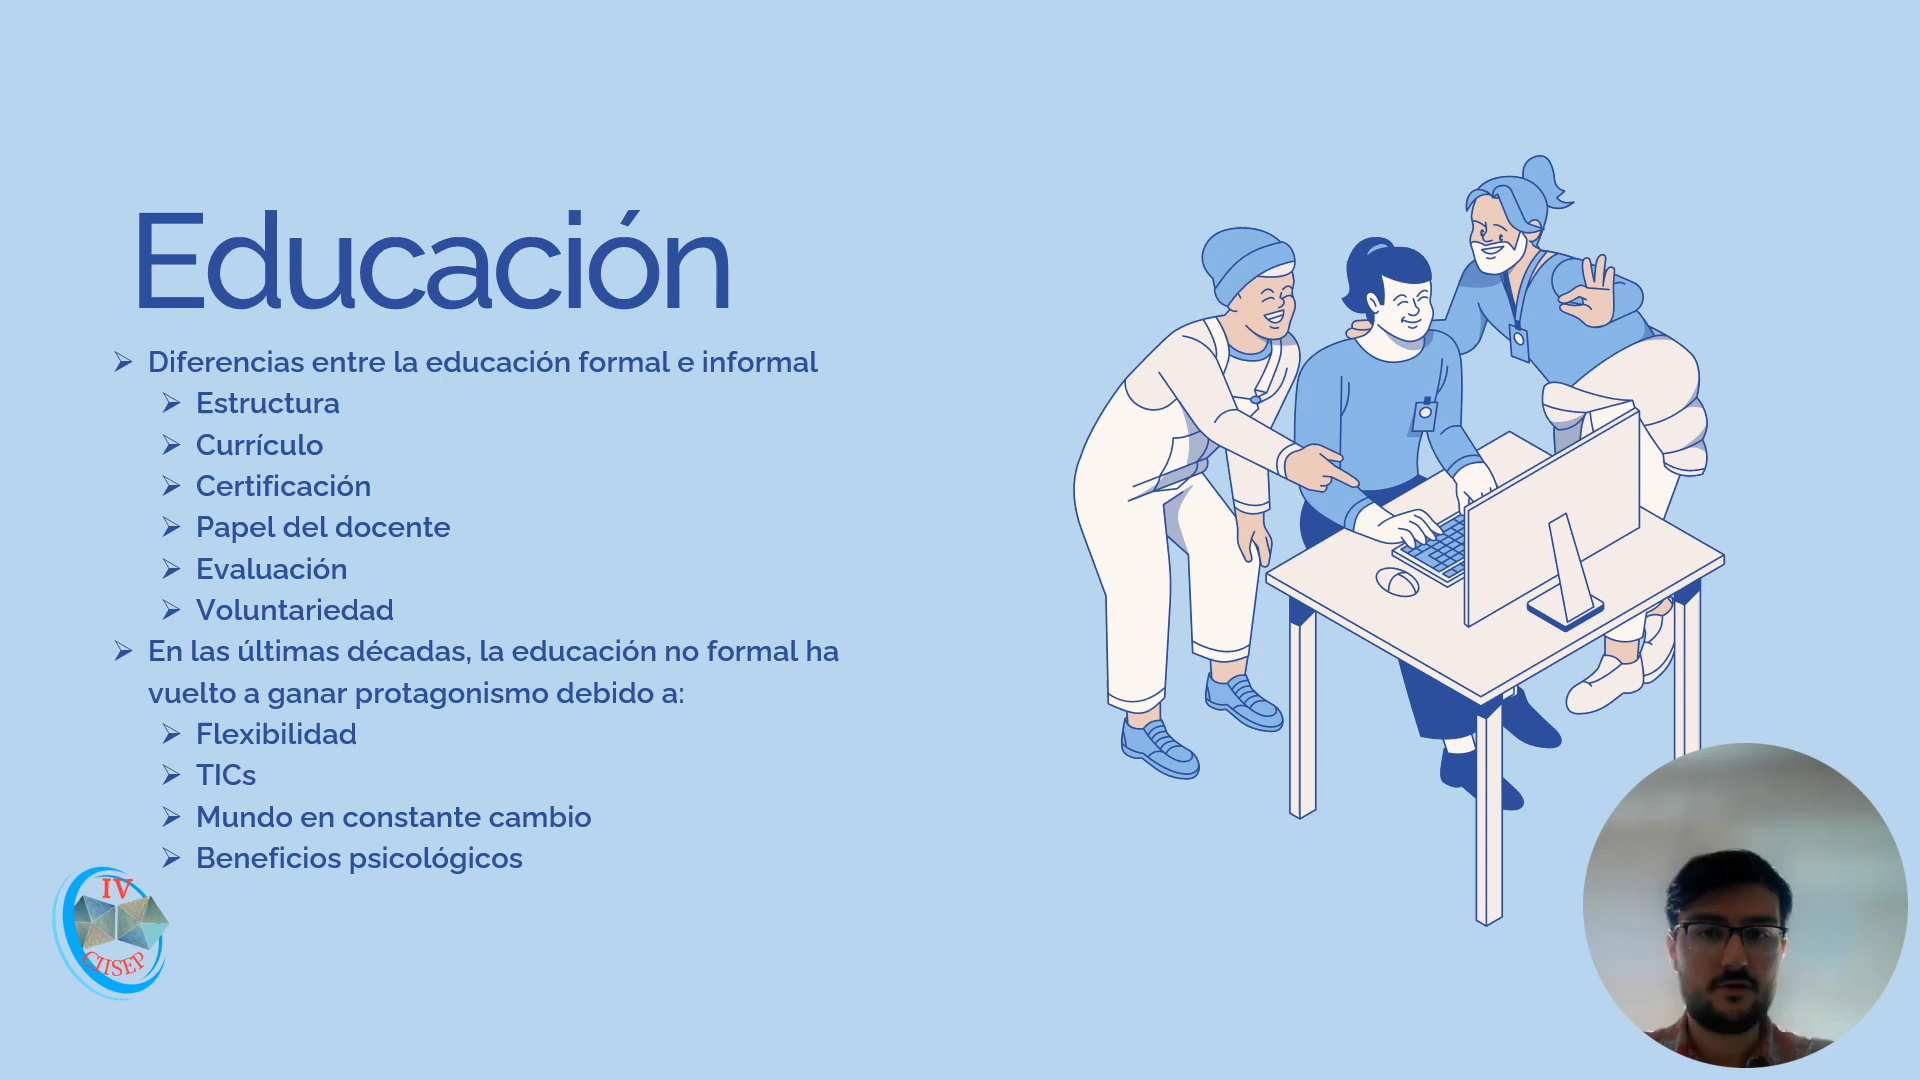 Educación
➢ Diferencias entre la educación formal e informal
➢ Estructura
➢ Currículo
➢ Certificación
➢ Papel del docente
➢ Evaluación
➢ Voluntariedad
➢ En las últimas décadas, la educación no formal ha
vuelto a ganar protagonismo debido a:
➢ Flexibilidad
➢ TICs
➢ Mundo en constante cambio
➢ Beneficios psicológicos
IV
CIISEP